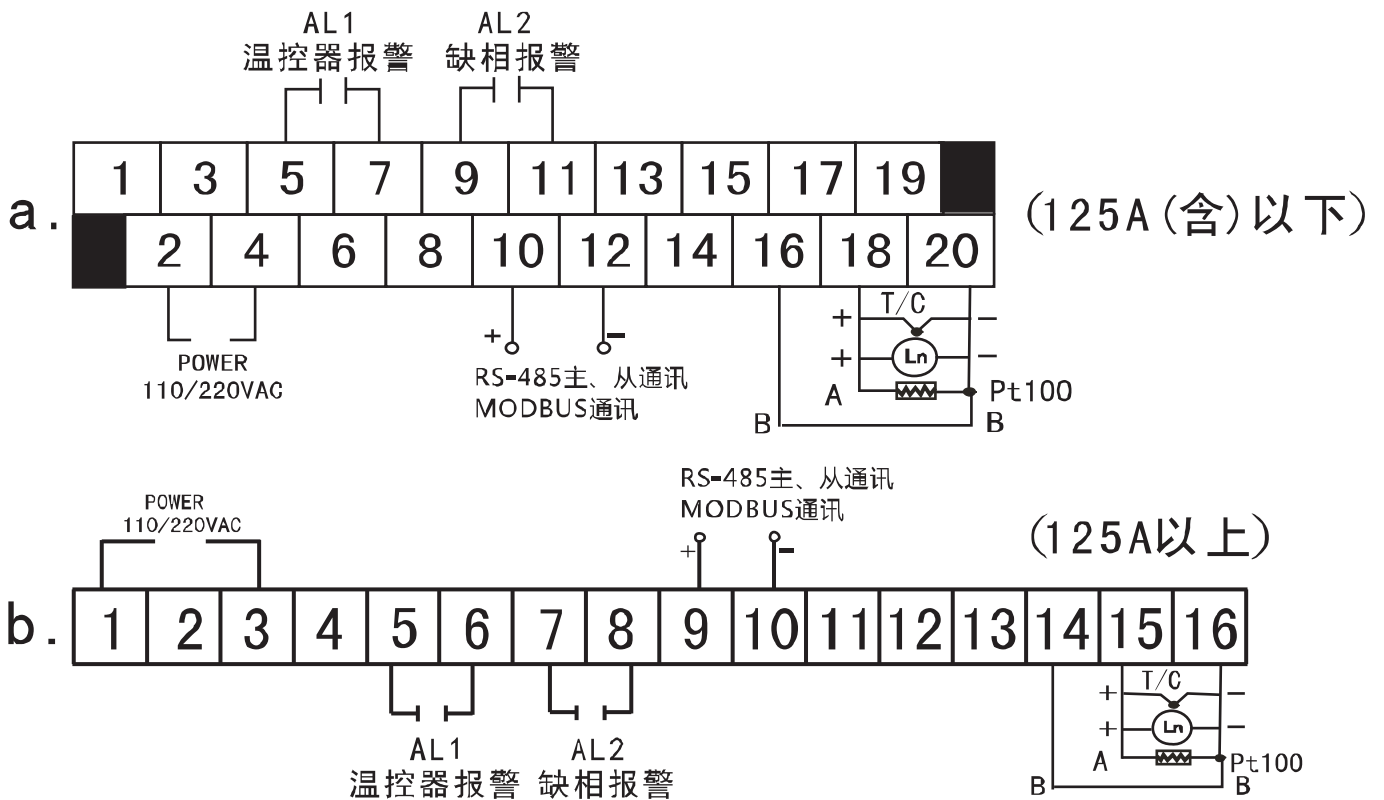 AL1 AL2
温控器报警 缺相报警
1 3 5 7 9 11 13 15 17 19
a. (125A(含)以下)
2 4 6 8 10 12 14 16 18 20
T/C
+ -
+ - + Ln -
POWER
110/220VAC
RS-485主、从通讯
A Pt100
MODBUS通讯
B B
RS-485主、从通讯
POWER
MODBUS通讯
110/220VAC
(125A以上)
+ -
b. 1 2 3 4 5 6 7 8 9 10 11 12 13 14 15 16
T/C
+ -
+ Ln -
AL1 AL2
A Pt100
温控器报警 缺相报警
B B